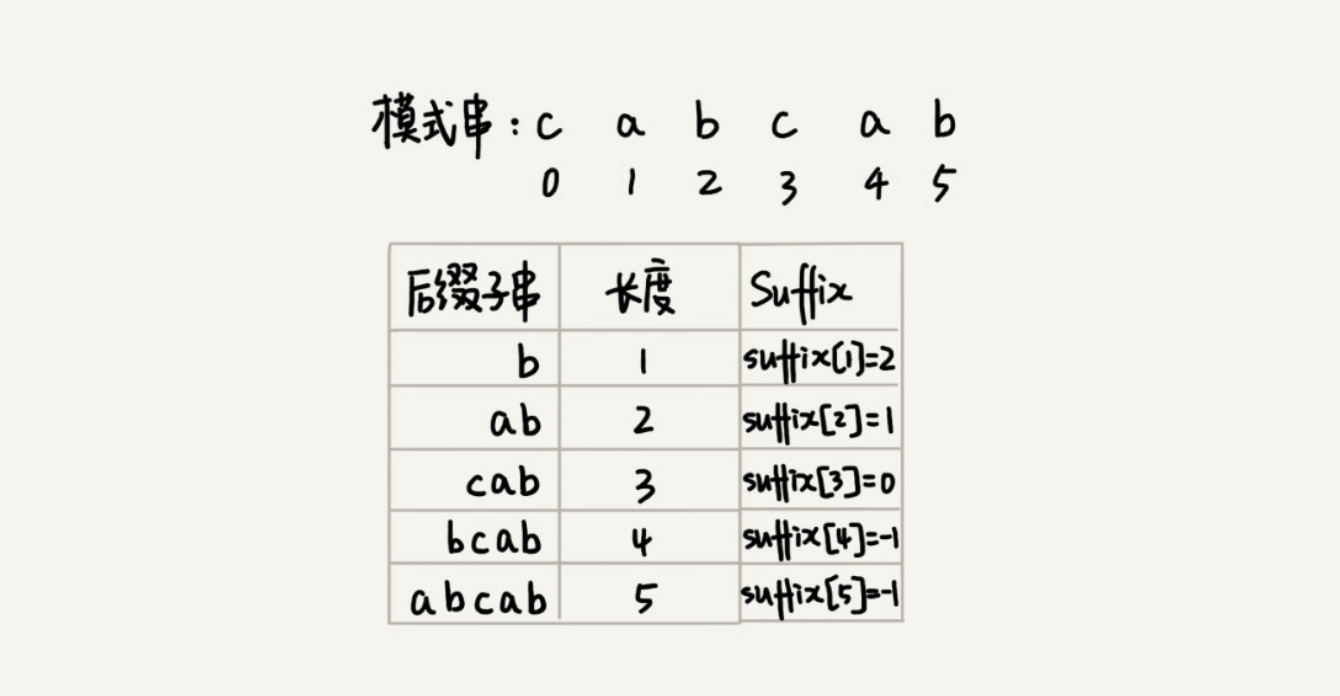 模式串：c a b c a b
0 1 2 3 4 5
后缀子串 长度 Suffix
b 1 suffix[1]=2
ab 2 suffix[2]=1
cab 3 suffix[3]=0
bcab 4 suffix[4]=-1
abcab 5 suffix[5]=-1